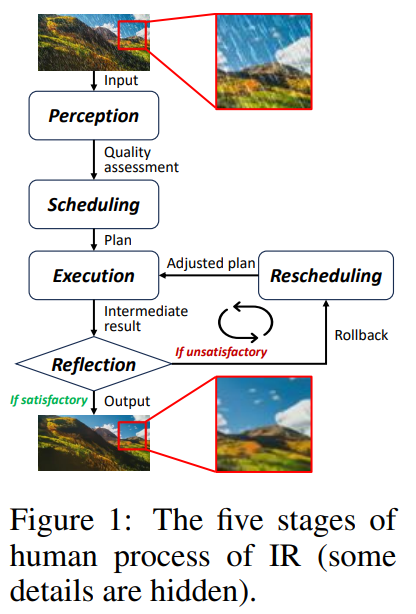 Input
Perception
Quality
assessment
Scheduling
Plan
Execution
Adjusted plan
Rescheduling
Intermediate
result
If unsatisfactory
Rollback
Reflection
If satisfactory
Output
Figure 1: The five stages of
human process of IR (some
details are hidden).